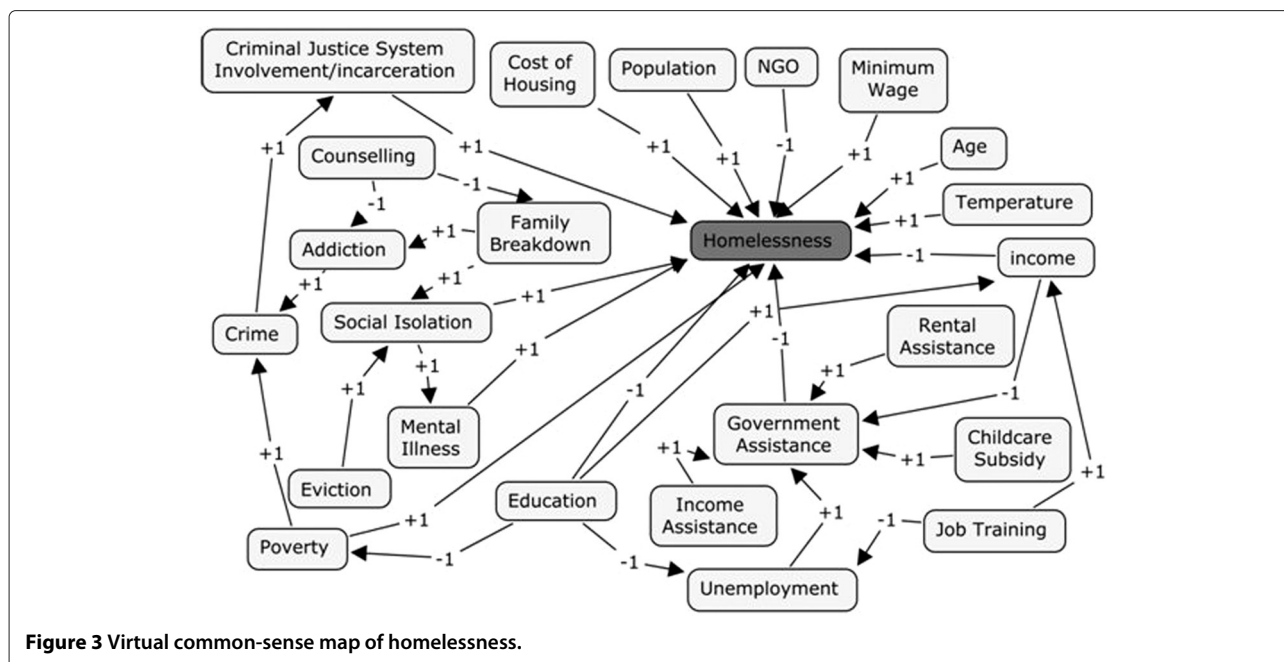 Criminal Justice System
Involvement/incarceration
Cost of
Housing
Population
NGO
Minimum
Wage
+1
Counselling
+1
+1
+1
-1
+1
Age
+1
-1
-1
Family
Breakdown
Temperature
+1
Addiction
+1
Homelessness
income
-1
+1
+1
Crime
Social Isolation
+1
+1
-1
Rental
Assistance
+1
+1
+1
+1
-1
-1
Mental
Illness
Government
Assistance
Childcare
Subsidy
+1
+1
+1
+1
Eviction
Education
Income
Assistance
+1
-1
Job Training
Poverty
+1
-1
-1
Unemployment
Figure 3 Virtual common-sense map of homelessness.